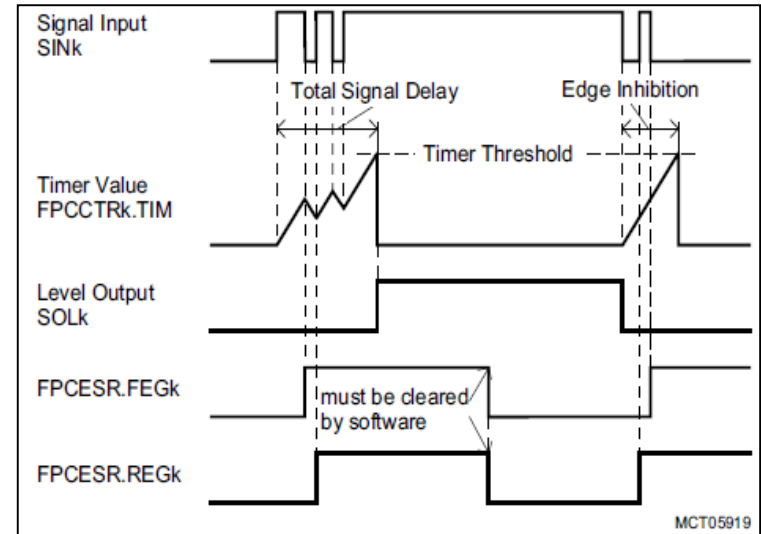 Signal Input
SINk
Total Signal Delay
Edge Inhibition
Timer Threshold
Timer Value
FPCCTRk.TIM
Level Output
SOLk
FPCESR.FEGk
must be cleared
by software
FPCESR.REGk
MCT05919